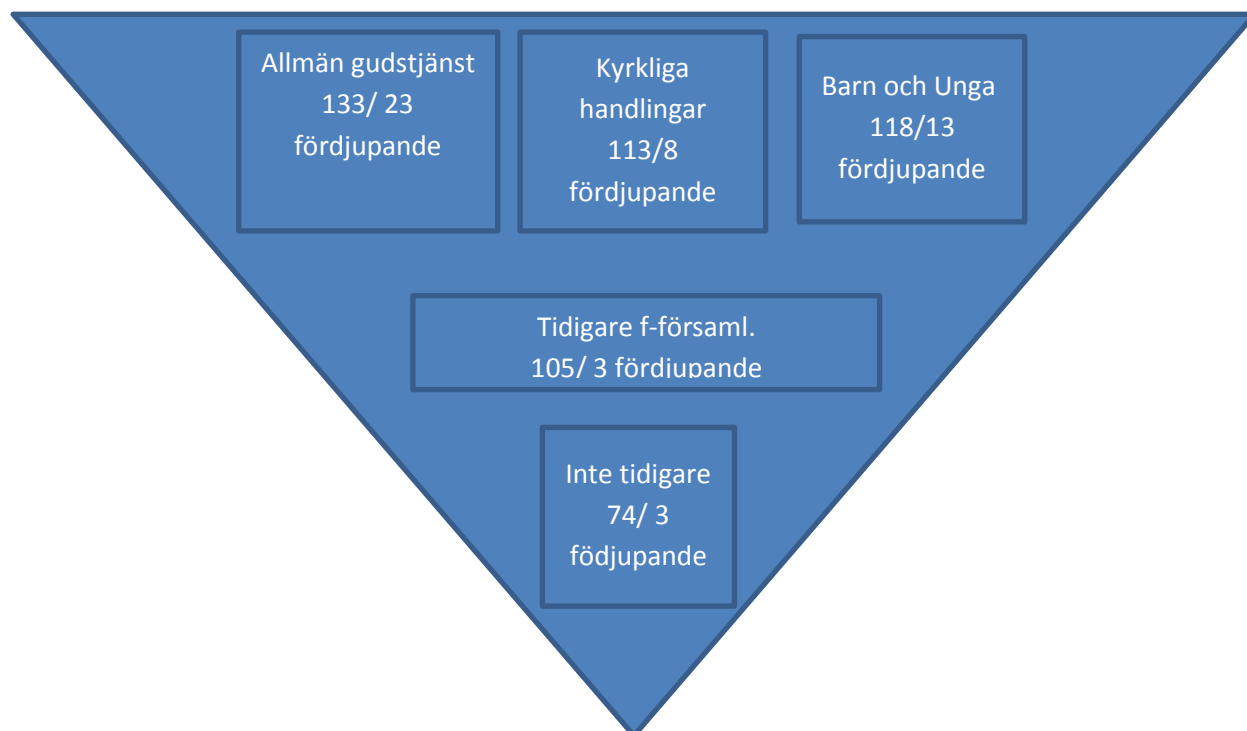 Allmän gudstjänst
133/ 23
fördjupande
Kyrkliga
handlingar
113/8
fördjupande
Barn och Unga
118/13
fördjupande
Tidigare f-församl.
105/ 3 fördjupande
Inte tidigare
74/ 3
födjupande